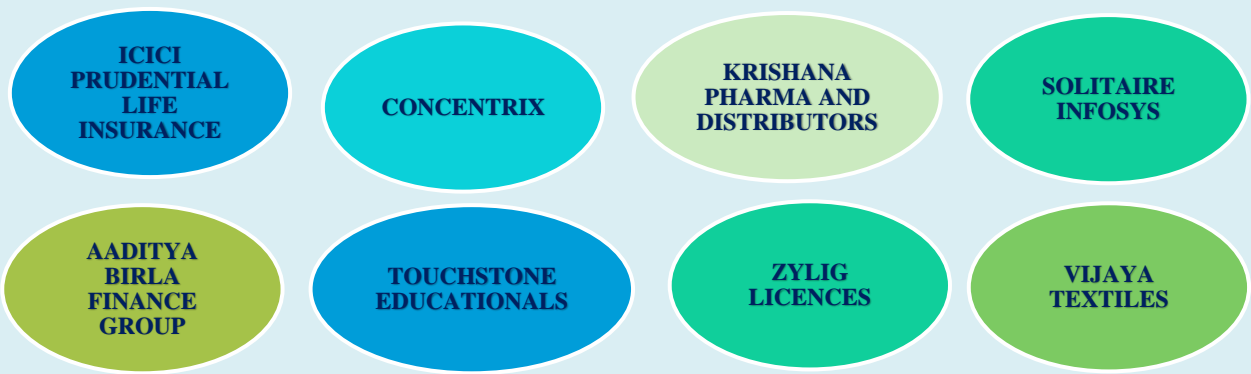 ICICI
PRUDENTIAL
LIFE
INSURANCE
CONCENTRIX
KRISHANA
PHARMA AND
DISTRIBUTORS
SOLITAIRE
INFOSYS
AADITYA
BIRLA
FINANCE
GROUP
TOUCHSTONE
EDUCATIONALS
ZYLIG
LICENCES
VIJAYA
TEXTILES